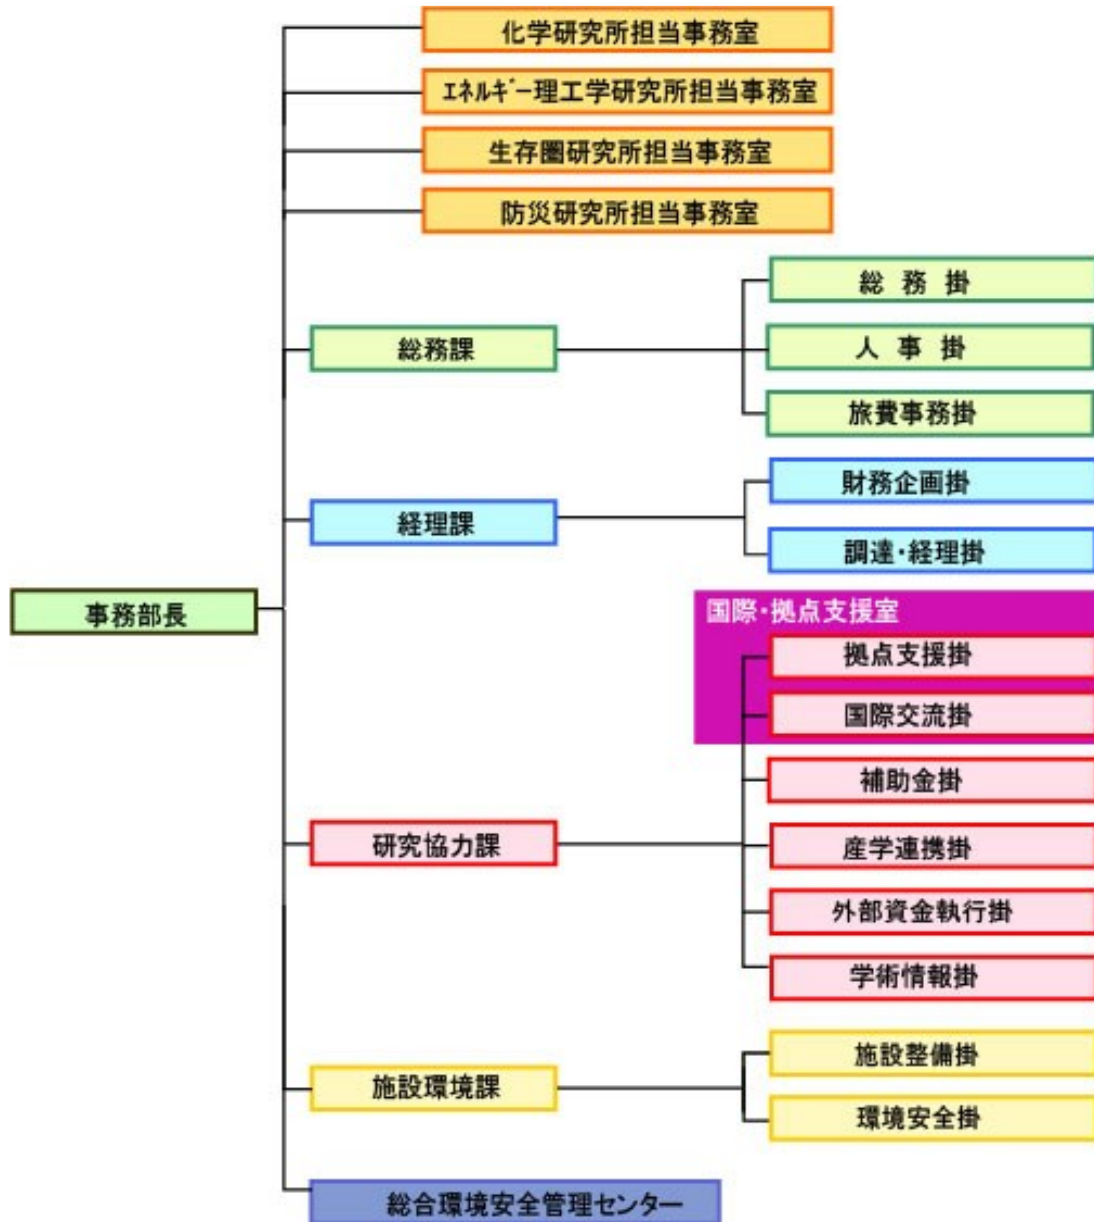 化学研究所担当事務室
エネルギー理工学研究所担当事務室
生存圏研究所担当事務室
防災研究所担当事務室
総務課
総 務 掛
人 事 掛
旅費事務掛
経理課
財務企画掛
調達・経理掛
事務部長
国際・拠点支援室
拠点支援掛
国際交流掛
補助金掛
研究協力課
産学連携掛
外部資金執行掛
学術情報掛
施設環境課
施設整備掛
環境安全掛
総合環境安全管理センター